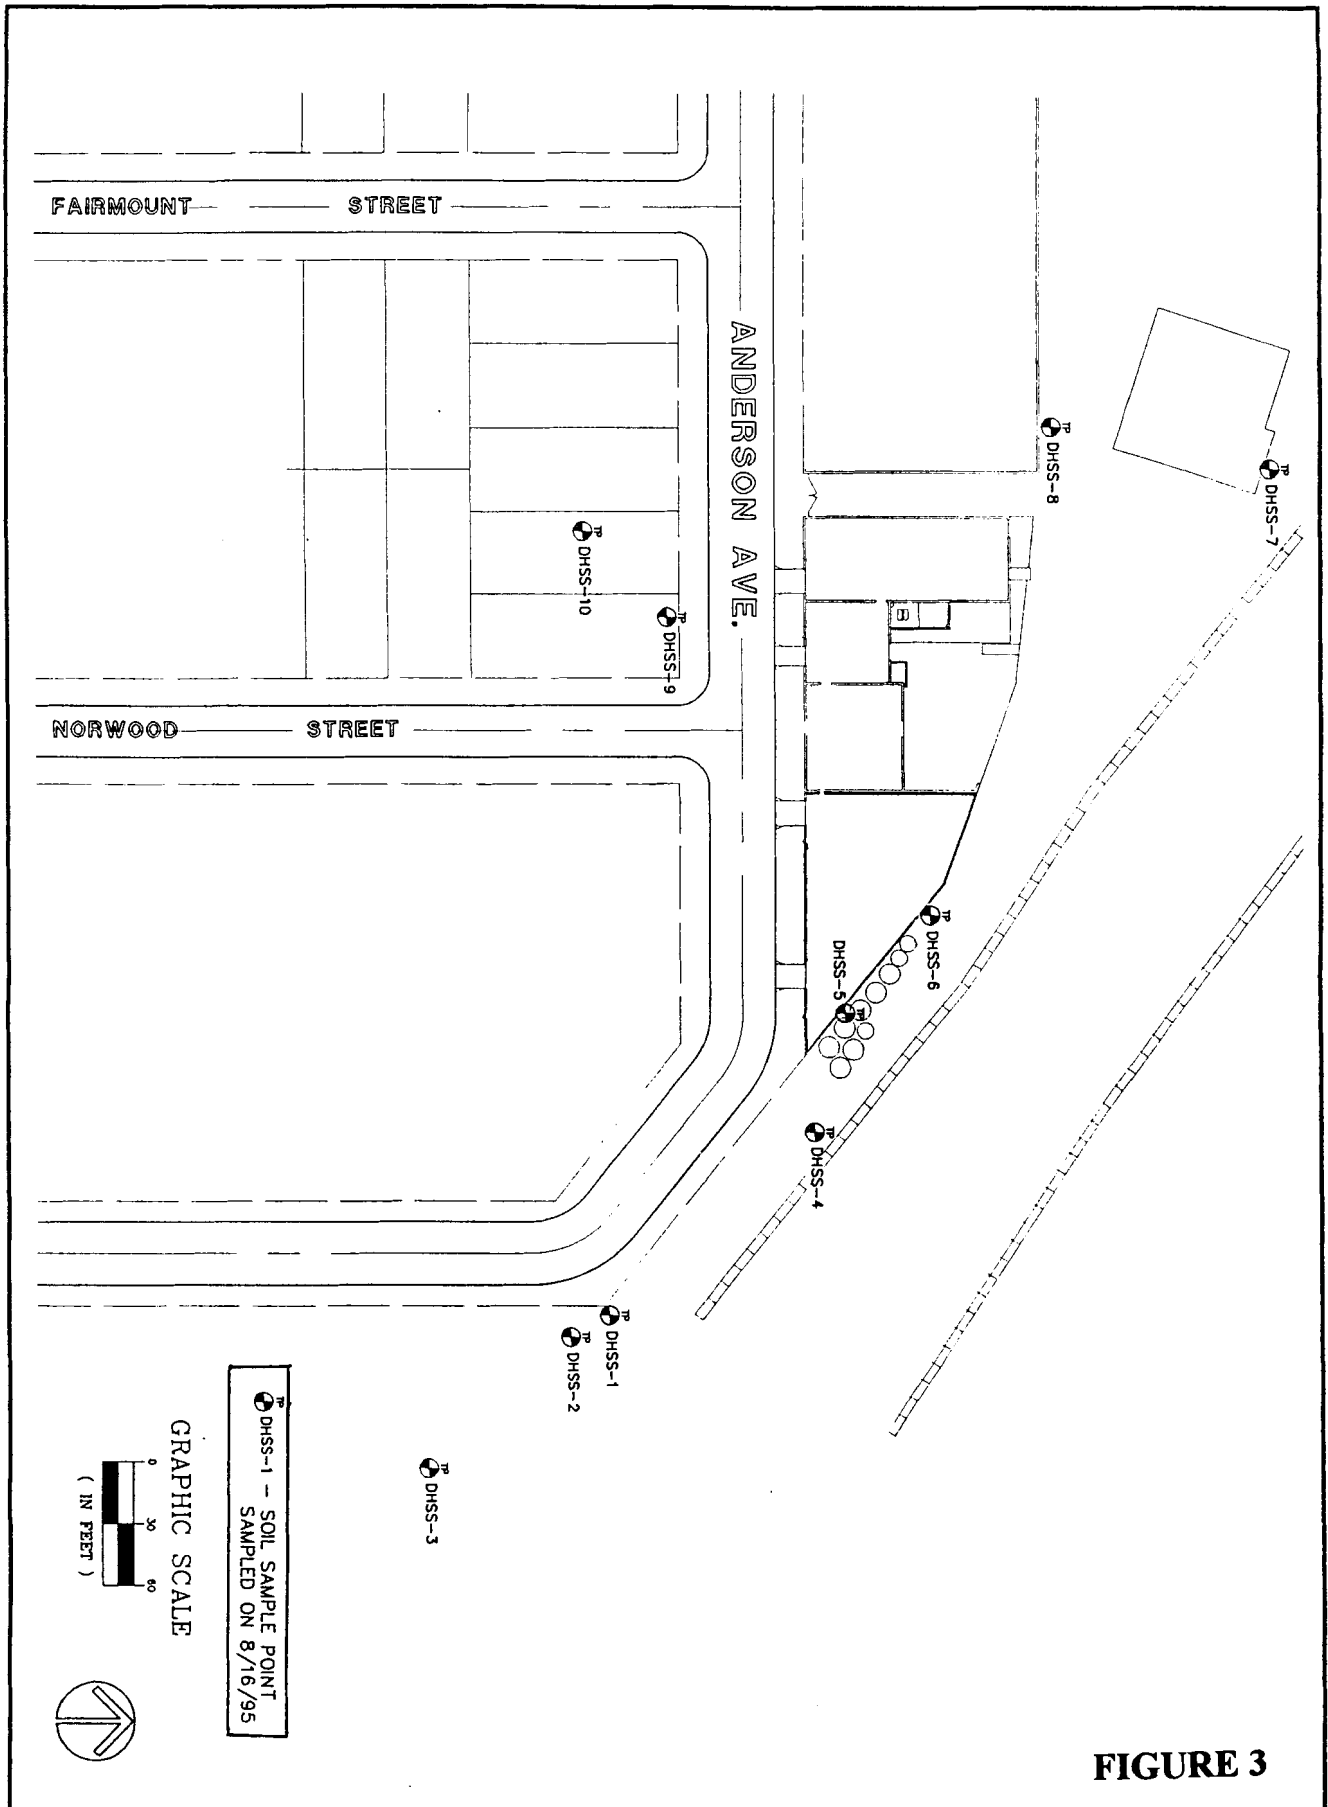 FAIRMOUNT STREET
ANDERSON AVE.
TP DHSS-8
TP DHSS-7
TP DHSS-10
TP DHSS-9
NORWOOD STREET
TP DHSS-6
DHSS-5 TP
TP DHSS-4
TP DHSS-1
TP DHSS-2
TP DHSS-3
TP DHSS-1 - SOIL SAMPLE POINT
SAMPLED ON 8/16/95
GRAPHIC SCALE
0 30 60
( IN FEET )
FIGURE 3